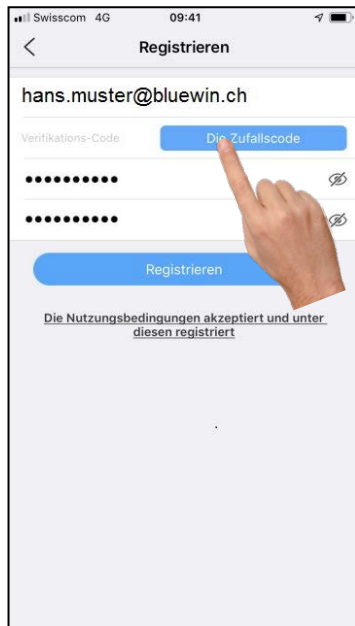 Swisscom 4G 09:41
Registrieren
hans.muster@bluewin.ch
Verifikations-Code Die Zufallscode
••••••••••
••••••••••
Registrieren
Die Nutzungsbedingungen akzeptiert und unter
diesen registriert